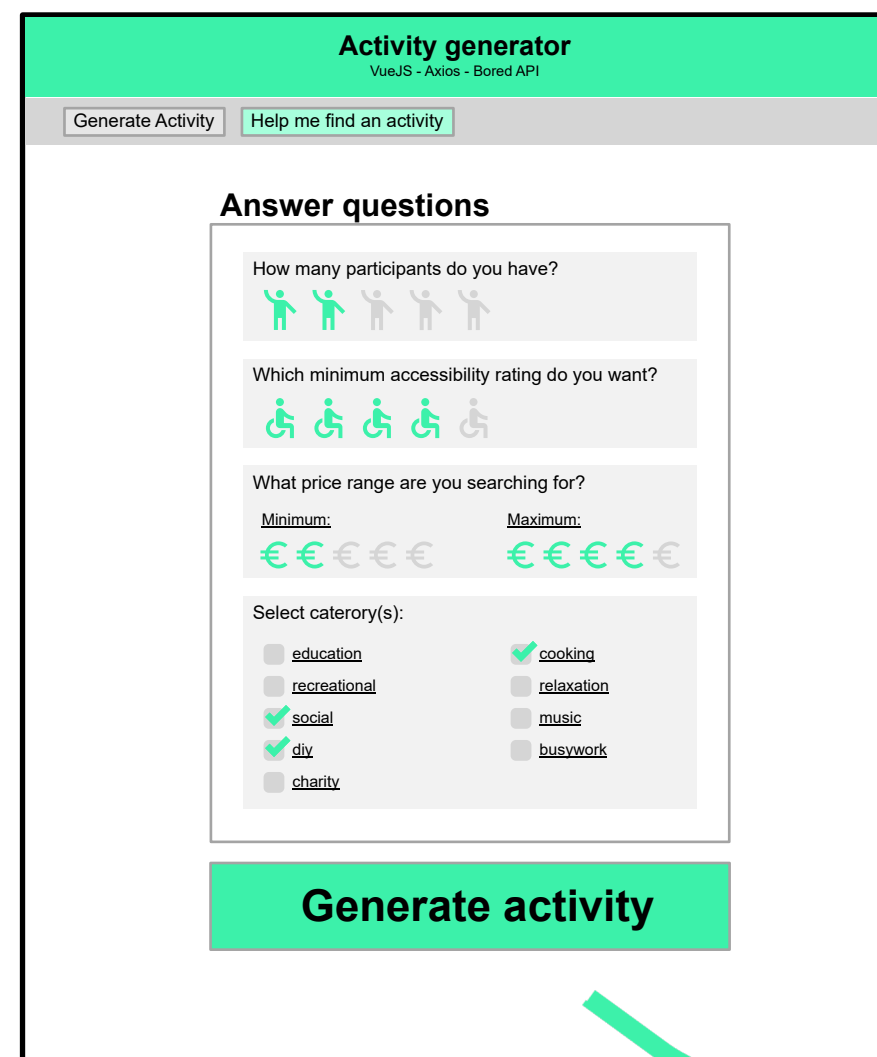 Activity generator
VueJS - Axios - Bored API
Generate Activity
Help me find an activity
Answer questions
How many participants do you have?
Which minimum accessibility rating do you want?
What price range are you searching for?
Minimum:
Maximum:
€ € € € €
€ € € € €
Select caterory(s):
education
cooking
recreational
relaxation
social
music
diy
busywork
charity
Generate activity